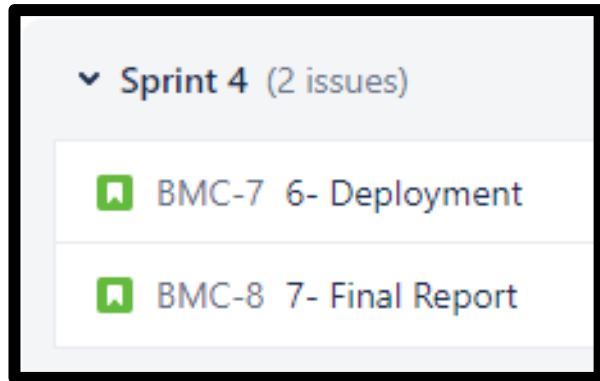 Sprint 4 (2 issues)
BMC-7 6- Deployment
BMC-8 7- Final Report